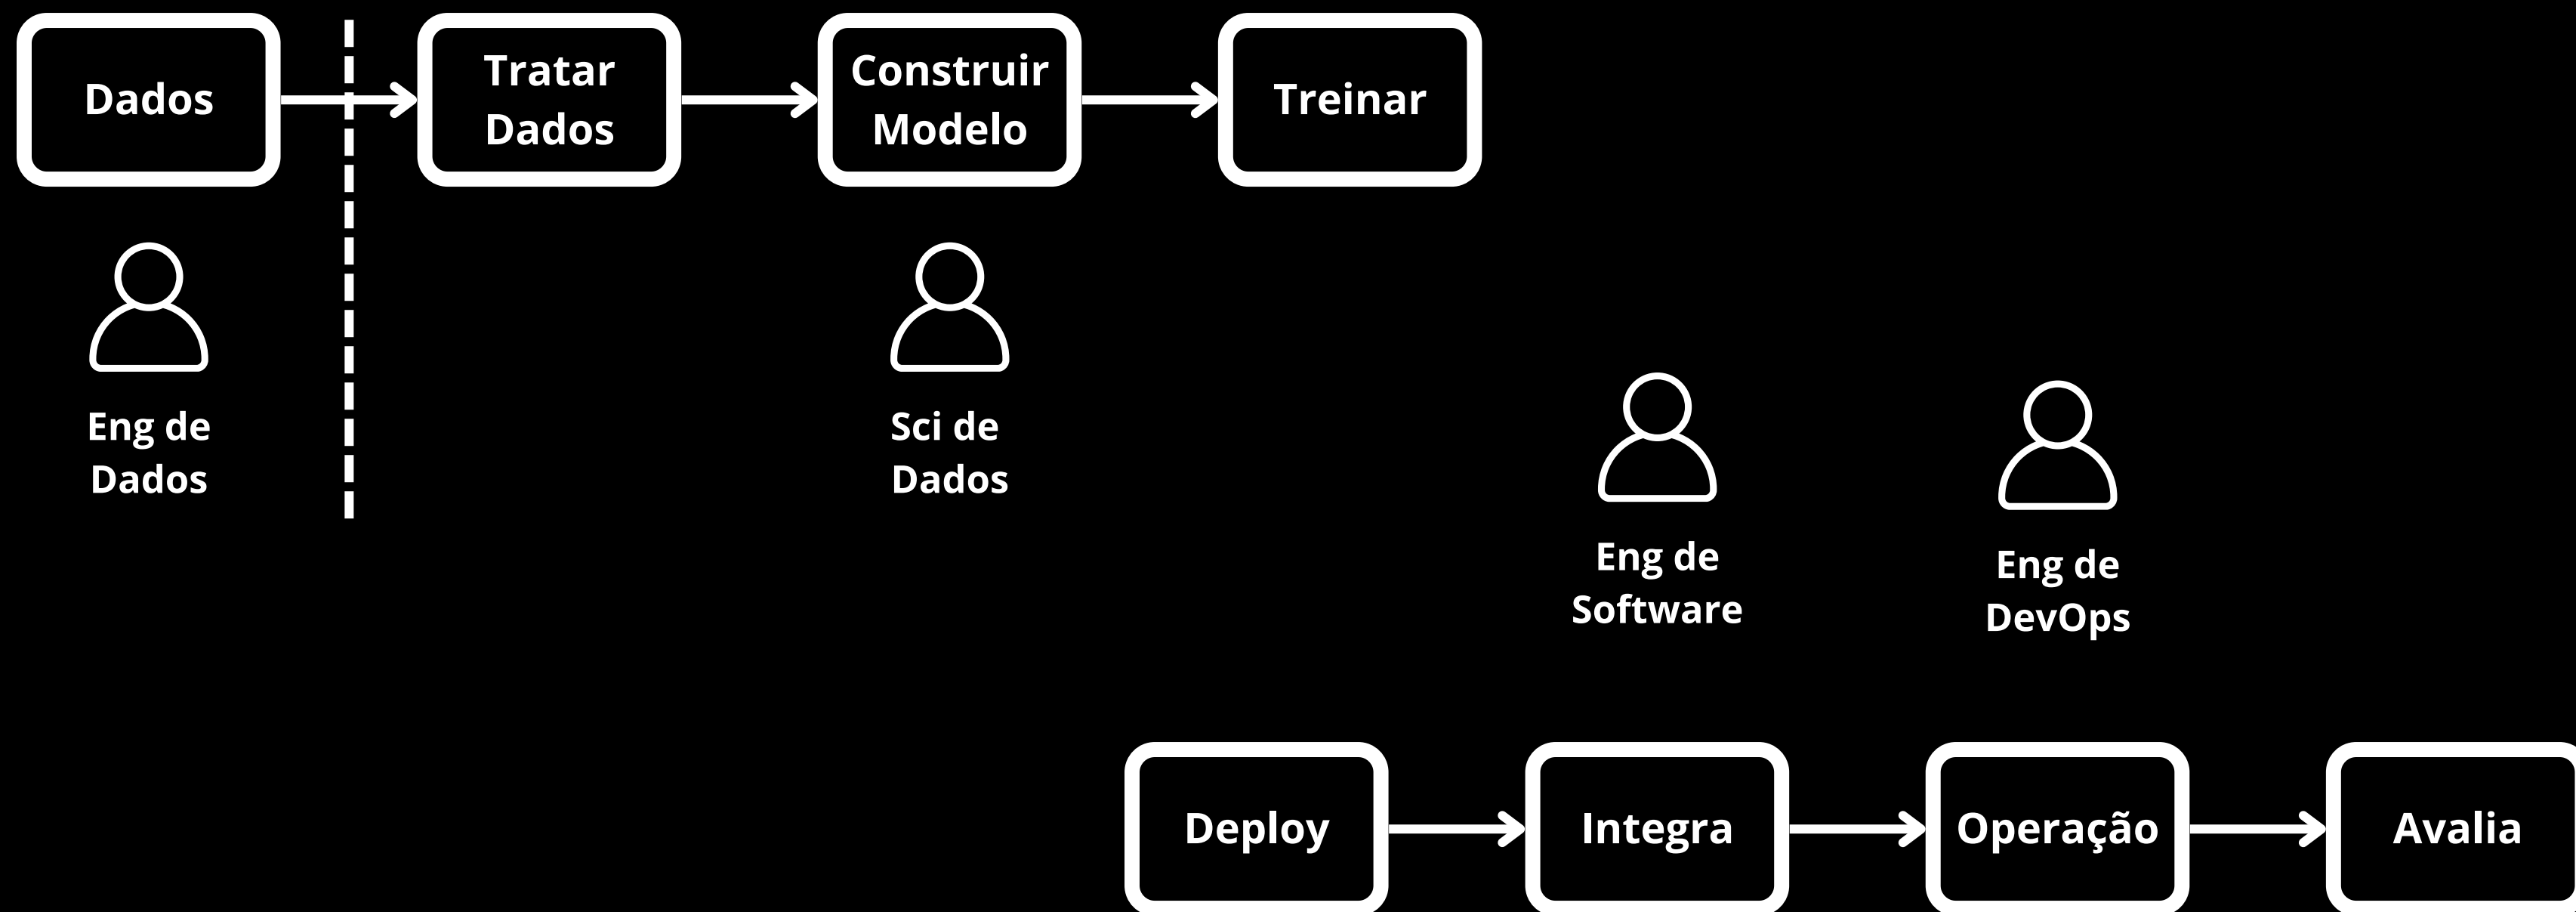 Dados
Tratar
Dados
Construir
Modelo
Treinar
Eng de
Dados
Sci de
Dados
Eng de
Software
Eng de
DevOps
Deploy
Integra
Operação
Avalia